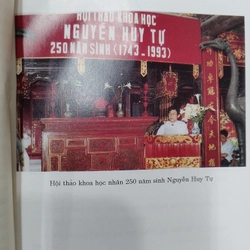 HỘI THẢO KHOA HỌC
NGUYỄN HUY TỰ
250 NĂM SINH (1743-1993)
Hội thảo khoa học nhân 250 năm sinh Nguyễn Huy Tự